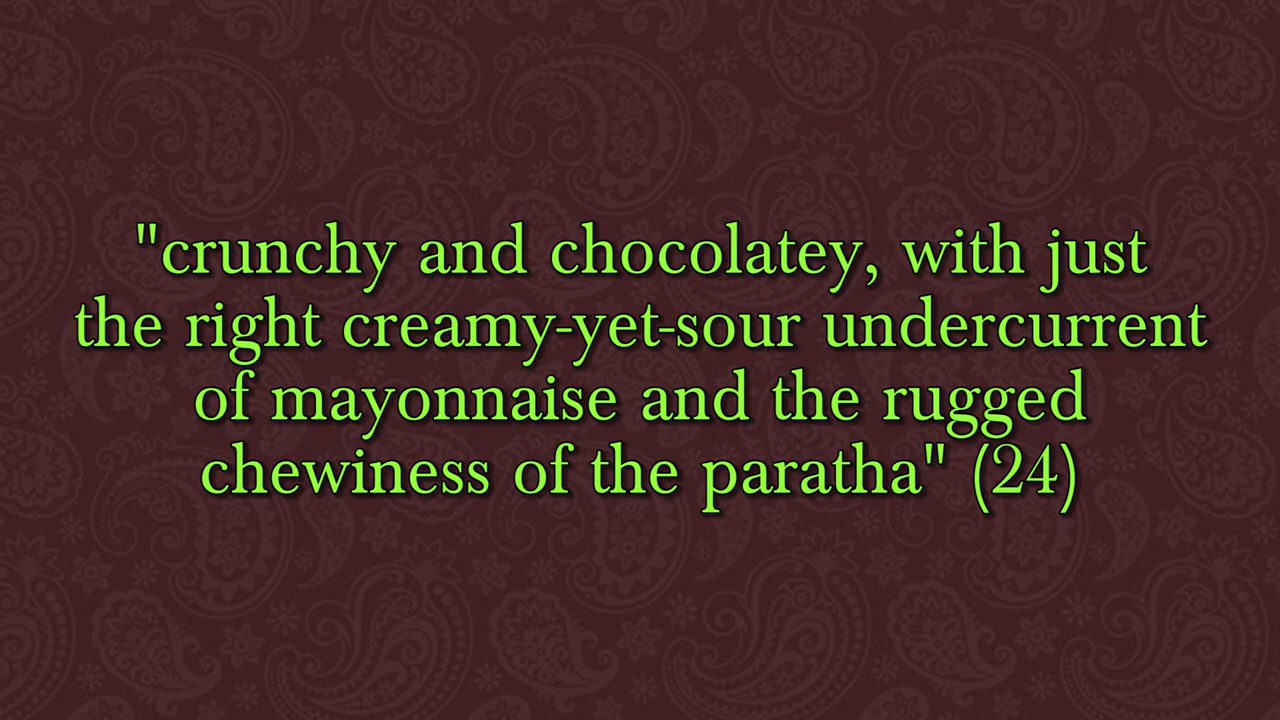 "crunchy and chocolatey, with just
the right creamy-yet-sour undercurrent
of mayonnaise and the rugged
chewiness of the paratha" (24)